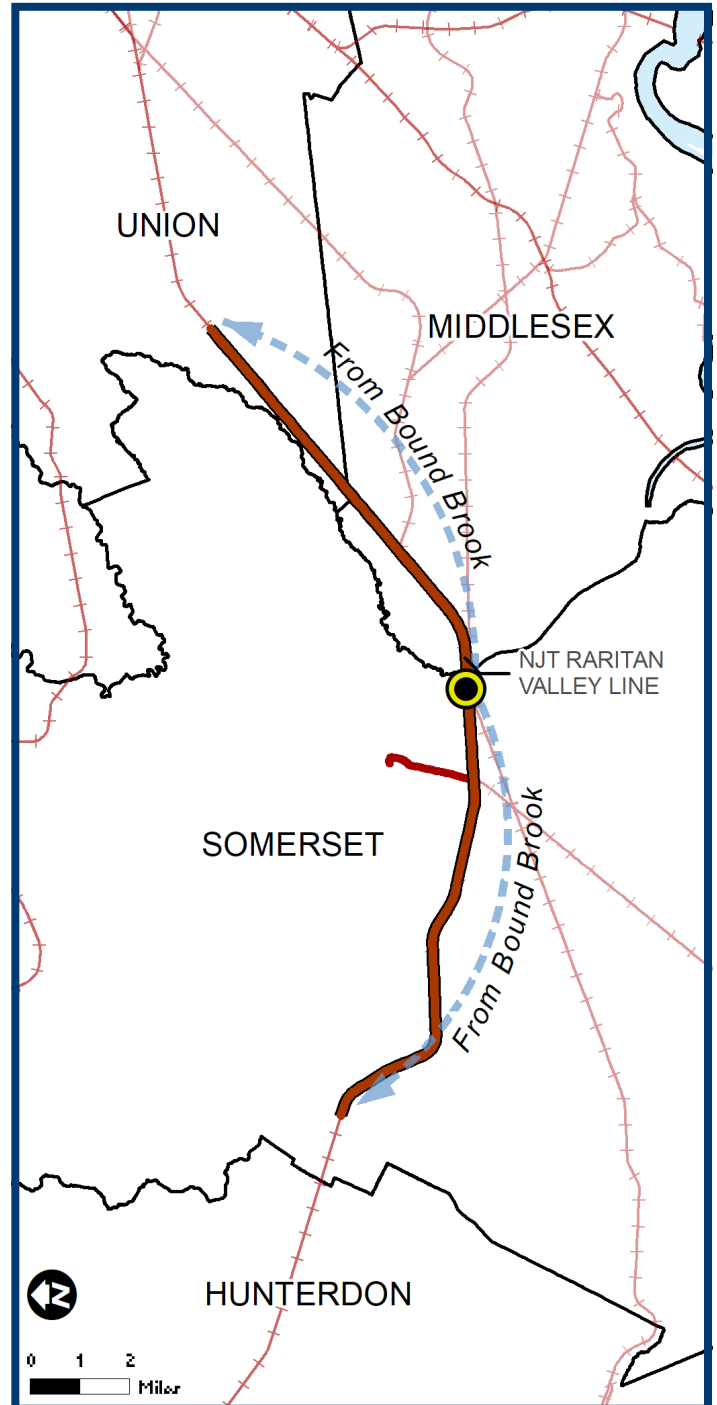 UNION
MIDDLESEX
From Bound Brook
NJT RARITAN
VALLEY LINE
SOMERSET
From Bound Brook
HUNTERDON
N
0 1 2
Miles